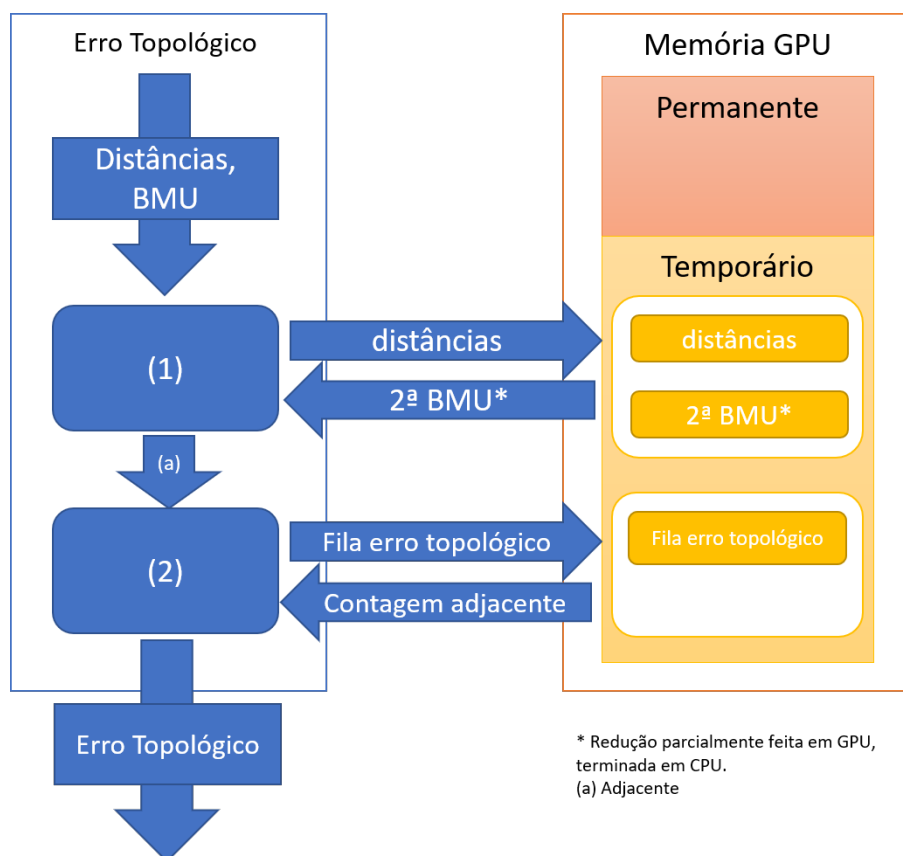 Erro Topológico
Distâncias,
BMU
(1)
(a)
(2)
Erro Topológico
distâncias
2ª BMU*
Fila erro topológico
Contagem adjacente
Memória GPU
Permanente
Temporário
distâncias
2ª BMU*
Fila erro topológico
* Redução parcialmente feita em GPU,
terminada em CPU.
(a) Adjacente